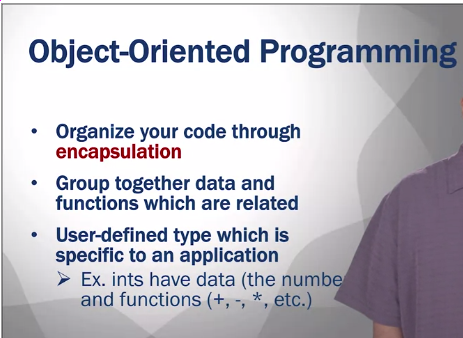 Object-Oriented Programming
• Organize your code through
encapsulation
• Group together data and
functions which are related
• User-defined type which is
specific to an application
➢ Ex. ints have data (the numbe
and functions (+, -, *, etc.)